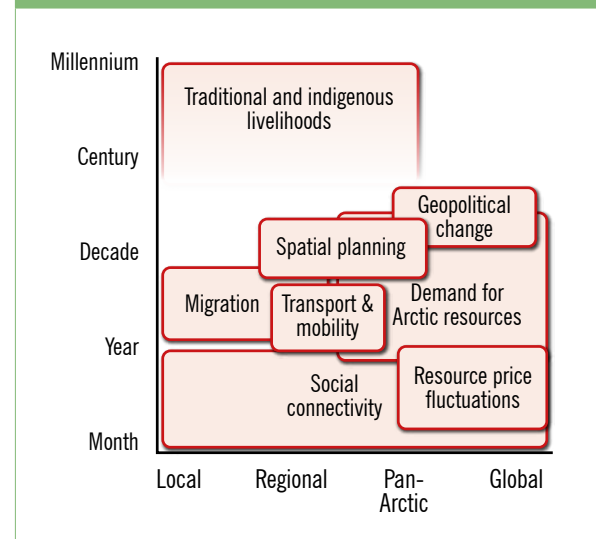 Millennium
Century
Decade
Year
Month
Traditional and indigenous
livelihoods
Geopolitical
change
Spatial planning
Migration
Transport &
mobility
Demand for
Arctic resources
Social
connectivity
Resource price
fluctuations
Local
Regional
Pan-
Arctic
Global